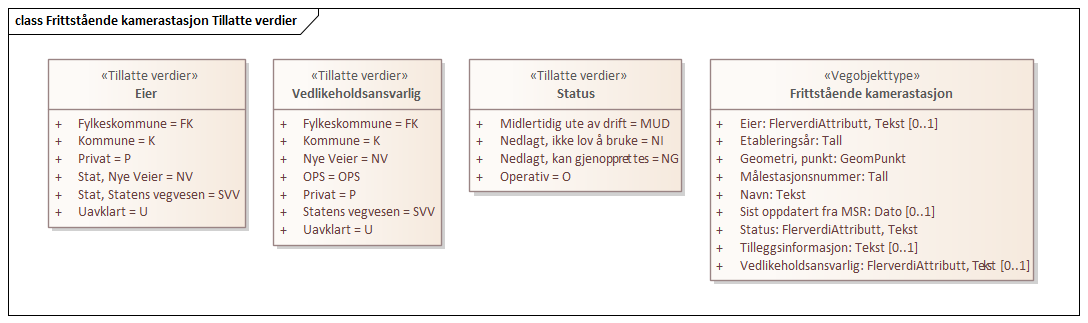 class Frittstående kamerastasjon Tillatte verdier
«Tillatte verdier»
Eier
+ Fylkeskommune = FK
+ Kommune = K
+ Privat = P
+ Stat, Nye Veier = NV
+ Stat, Statens vegvesen = SVV
+ Uavklart = U
«Tillatte verdier»
Vedlikeholdsansvarlig
+ Fylkeskommune = FK
+ Kommune = K
+ Nye Veier = NV
+ OPS = OPS
+ Privat = P
+ Statens vegvesen = SVV
+ Uavklart = U
«Tillatte verdier»
Status
+ Midlertidig ute av drift = MUD
+ Nedlagt, ikke lov å bruke = NI
+ Nedlagt, kan gjenopprettes = NG
+ Operativ = O
«Vegobjekttype»
Frittstående kamerastasjon
+ Eier: FlerverdiAttributt, Tekst [0..1]
+ Etableringsår: Tall
+ Geometri, punkt: GeomPunkt
+ Målestasjonsnummer: Tall
+ Navn: Tekst
+ Sist oppdatert fra MSR: Dato [0..1]
+ Status: FlerverdiAttributt, Tekst
+ Tilleggsinformasjon: Tekst [0..1]
+ Vedlikeholdsansvarlig: FlerverdiAttributt, Tekst [0..1]